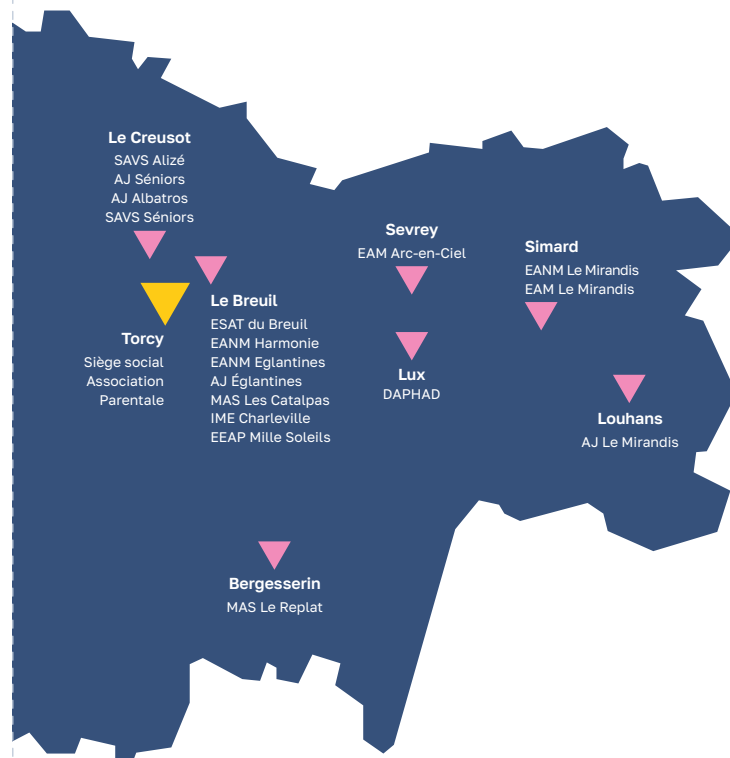 Le Creusot
SAVS Alizé
AJ Séniors
AJ Albatros
SAVS Séniors
Torcy
Siège social
Association
Parentale
Le Breuil
ESAT du Breuil
EANM Harmonie
EANM Eglantines
AJ Églantines
MAS Les Catalpas
IME Charleville
EEAP Mille Soleils
Sevrey
EAM Arc-en-Ciel
Lux
DAPHAD
Simard
EANM Le Mirandis
EAM Le Mirandis
Louhans
AJ Le Mirandis
Bergesserin
MAS Le Replat